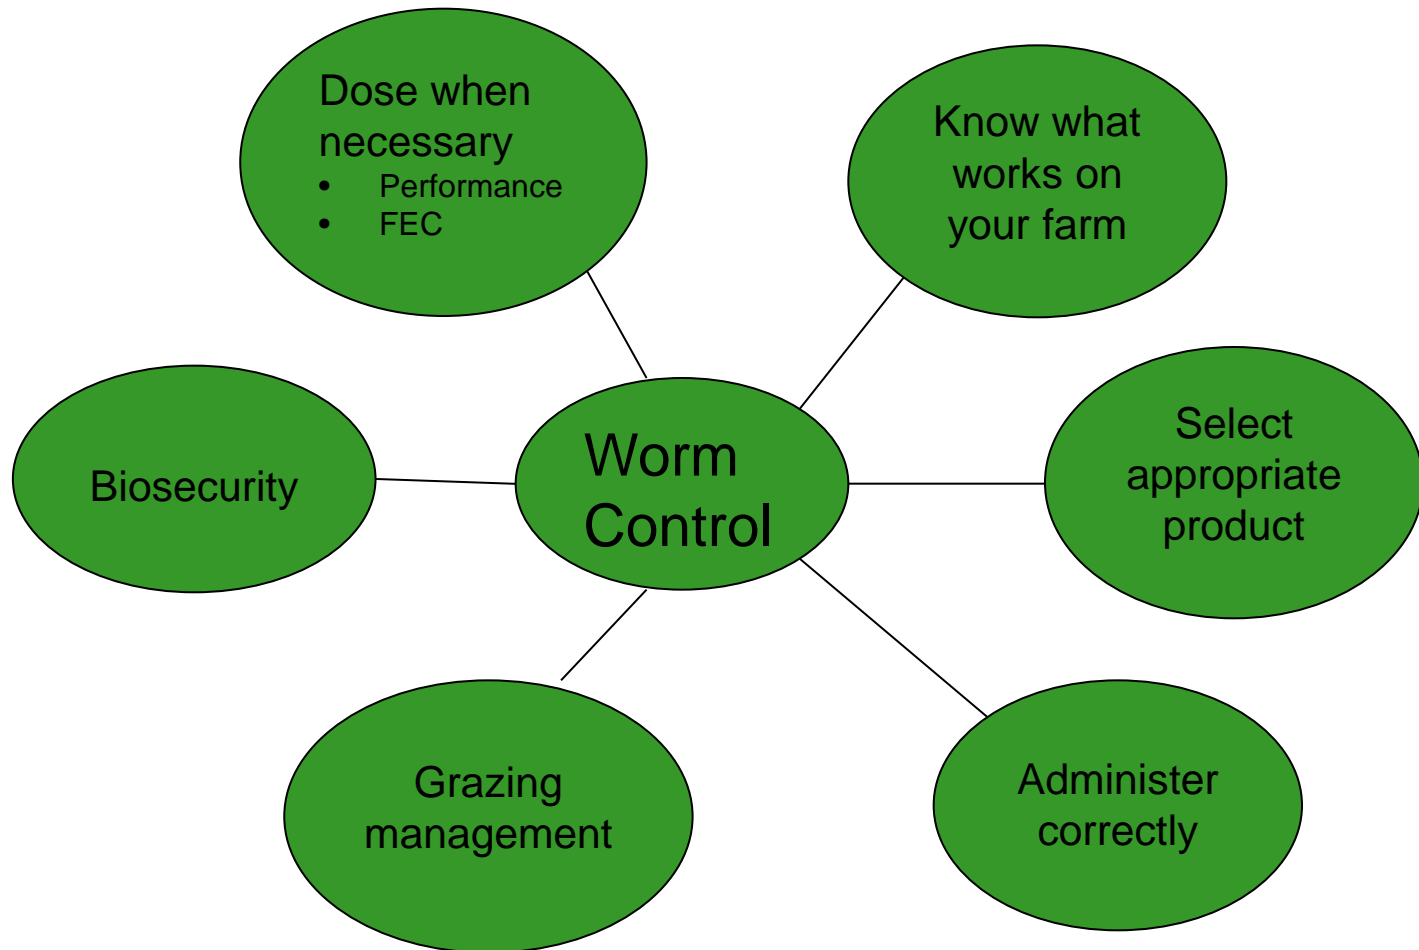 Dose when
necessary
• Performance
• FEC
Know what
works on
your farm
Select
appropriate
product
Administer
correctly
Grazing
management
Biosecurity
Worm
Control